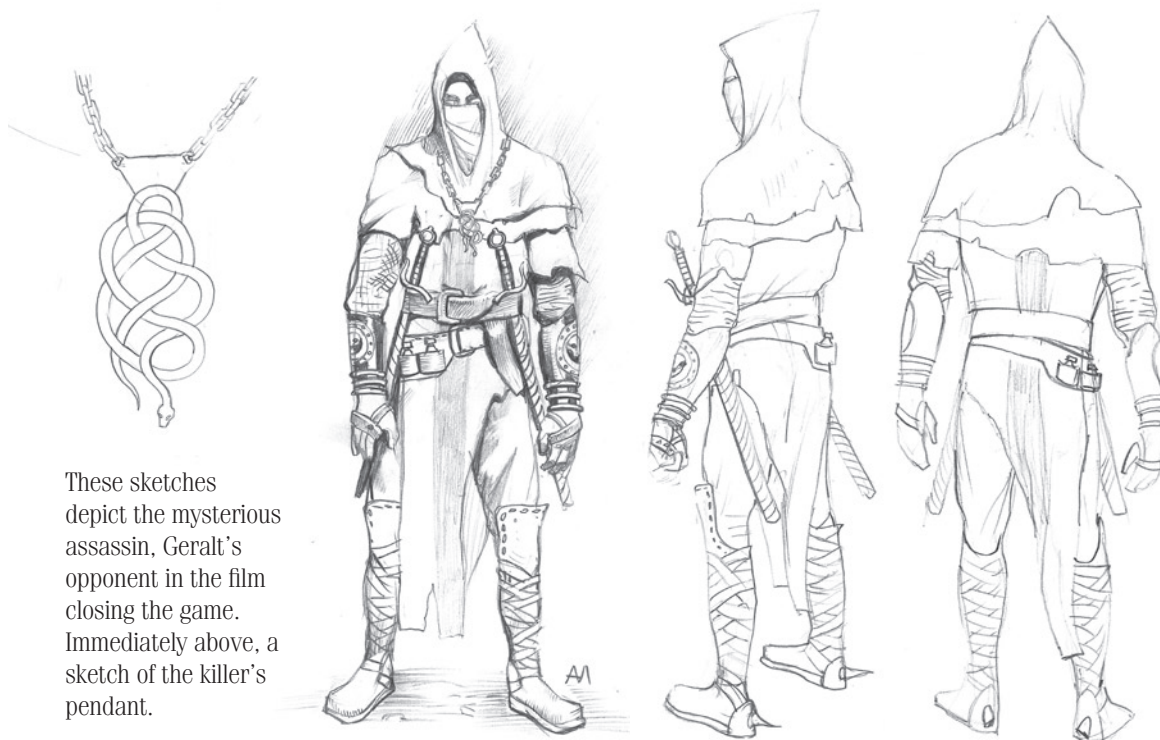 These sketches
depict the mysterious
assassin, Geralt’s
opponent in the film
closing the game.
Immediately above, a
sketch of the killer’s
pendant.